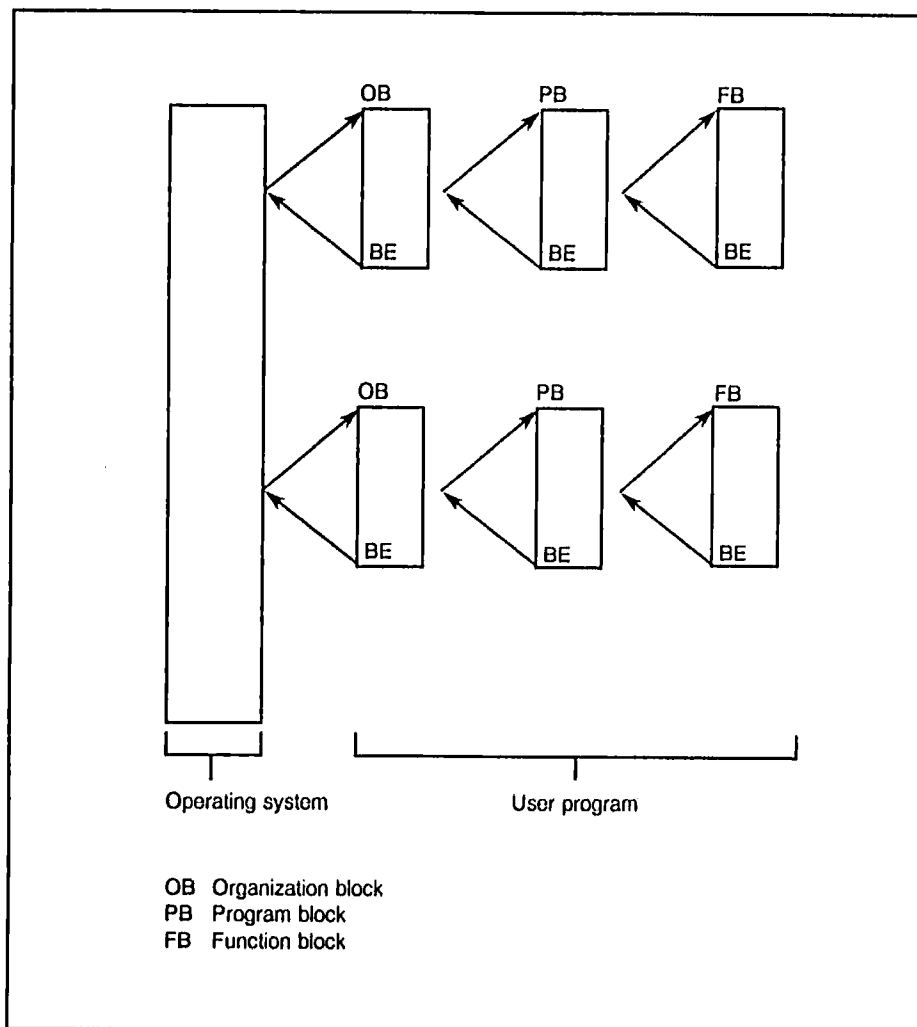 OB PB FB
BE BE BE
OB PB FB
BE BE BE
Operating system User program
OB Organization block
PB Program block
FB Function block